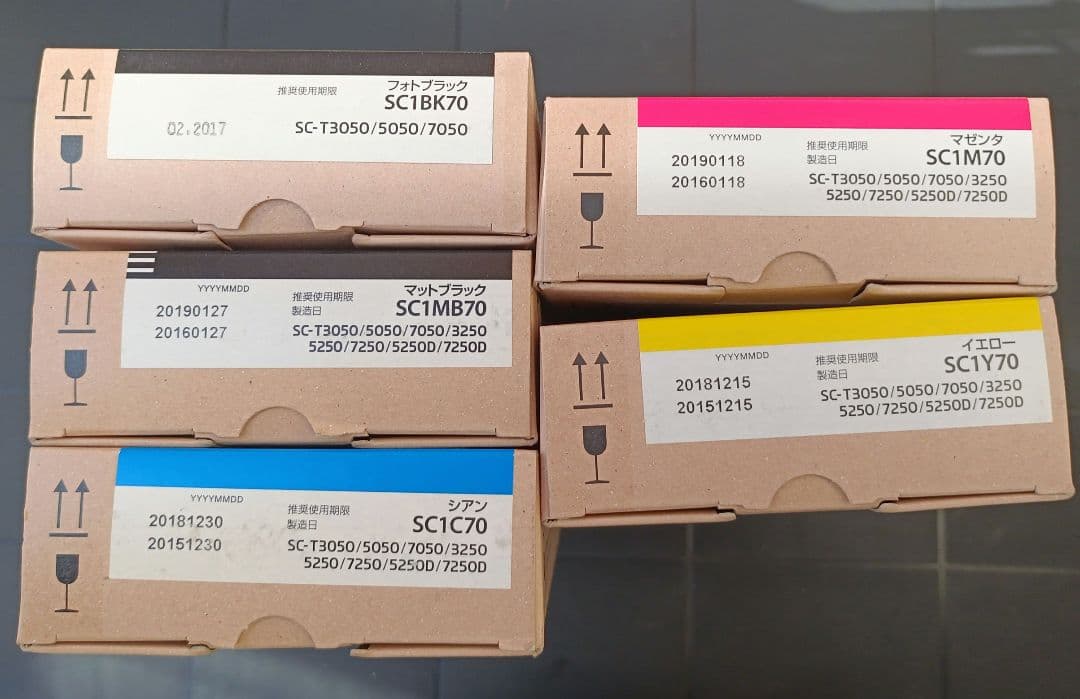 フォトブラック
推奨使用期限 SC1BK70
02.2017 SC-T3050/5050/7050
YYYYMMDD マットブラック
20190127 推奨使用期限 SC1MB70
20160127 製造日 SC-T3050/5050/7050/3250
5250/7250/5250D/7250D
YYYYMMDD シアン
20181230 推奨使用期限 SC1C70
20151230 製造日 SC-T3050/5050/7050/3250
5250/7250/5250D/7250D
YYYYMMDD マゼンタ
20190118 推奨使用期限 SC1M70
20160118 製造日 SC-T3050/5050/7050/3250
5250/7250/5250D/7250D
YYYYMMDD イエロー
20181215 推奨使用期限 SC1Y70
20151215 製造日 SC-T3050/5050/7050/3250
5250/7250/5250D/7250D